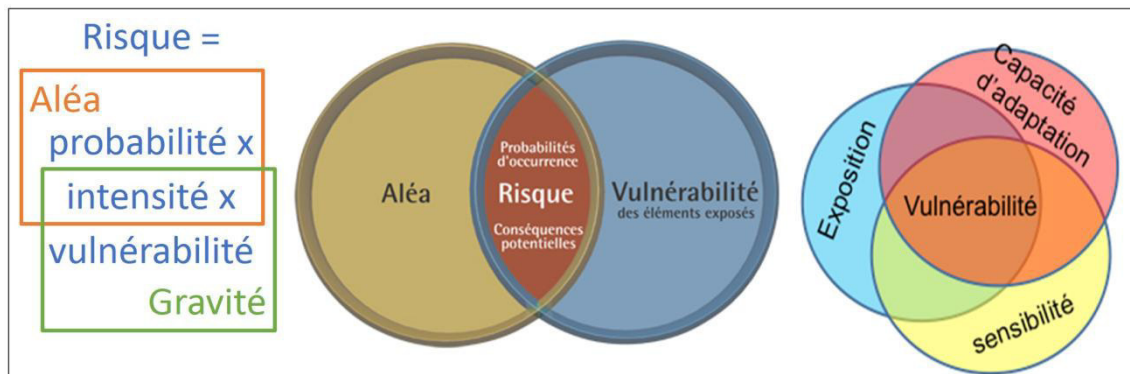 Risque =
Aléa
probabilité x
intensité x
vulnérabilité
Gravité
Aléa
Probabilités
d'occurrence
Risque
Conséquences
potentielles
Vulnérabilité
des éléments exposés
Exposition
Capacité
d'adaptation
Vulnérabilité
sensibilité